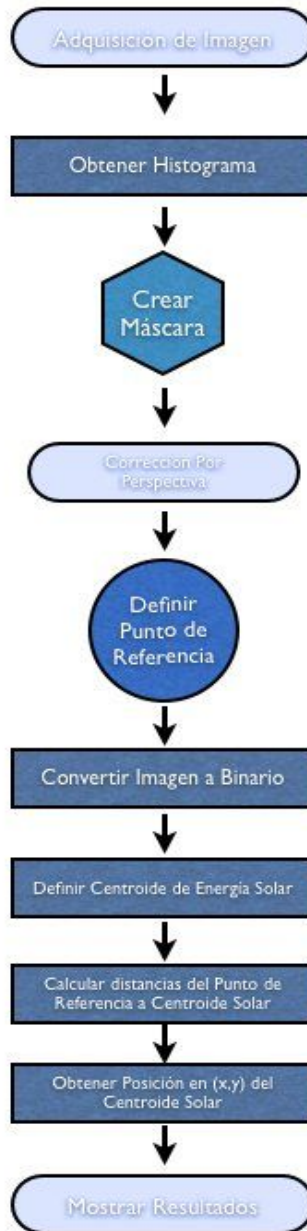 Adquisicion de Imagen
Obtener Histograma
Crear
Máscara
Correccion Por
Perspectiva
Definir
Punto de
Referencia
Convertir Imagen a Binario
Definir Centroide de Energía Solar
Calcular distancias del Punto de
Referencia a Centroide Solar
Obtener Posición en (x,y) del
Centroide Solar
Mostrar Resultados